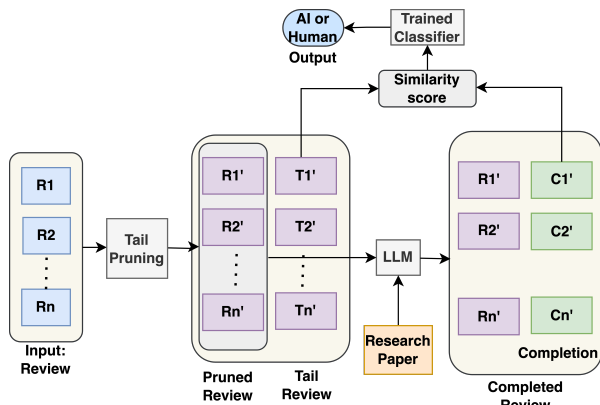 AI or
Human
Output
Trained
Classifier
Similarity
score
R1
R2
Rn
Input:
Review
Tail
Pruning
R1'
T1'
R2'
T2'
Rn'
Tn'
Pruned
Review
Tail
Review
LLM
Research
Paper
R1'
C1'
R2'
C2'
Rn'
Cn'
Completion
Completed
Review